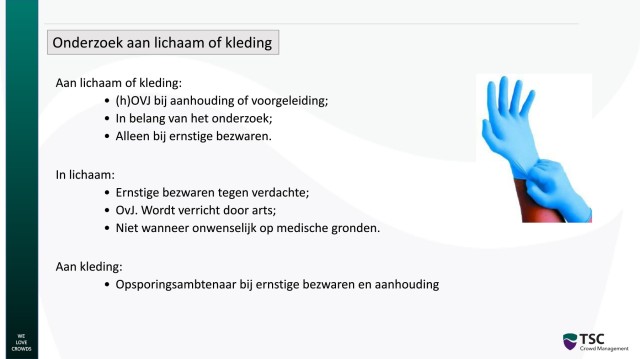 Onderzoek aan lichaam of kleding
Aan lichaam of kleding:
• (h)OVJ bij aanhouding of voorgeleiding;
• In belang van het onderzoek;
• Alleen bij ernstige bezwaren.
In lichaam:
• Ernstige bezwaren tegen verdachte;
• OvJ. Wordt verricht door arts;
• Niet wanneer onwenselijk op medische gronden.
Aan kleding:
• Opsporingsambtenaar bij ernstige bezwaren en aanhouding
WE
LOVE
CROWDS
TSC
Crowd Management